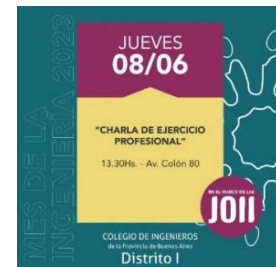 MES DE LA
INGENIERÍA 2023
JUEVES
08/06
"CHARLA DE EJERCICIO
PROFESIONAL"
13.30Hs. - Av. Colón 80
EN EL MARCO DE LAS
JOII
COLEGIO DE INGENIEROS
de la Provincia de Buenos Aires
Distrito I